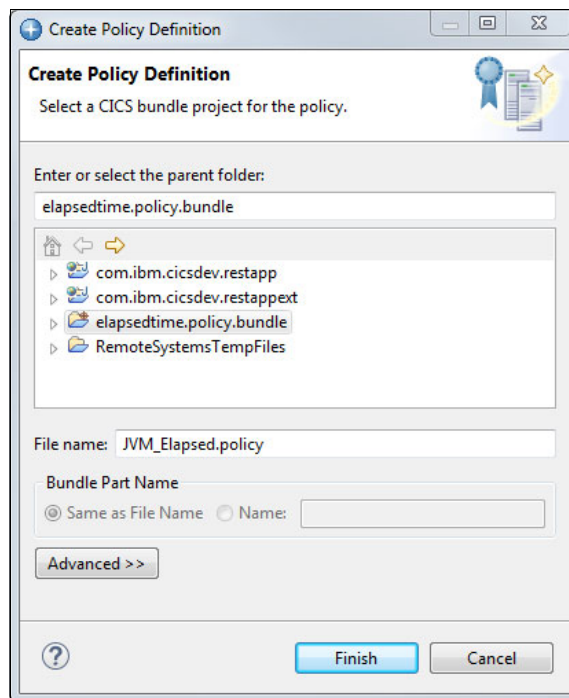 Create Policy Definition
Create Policy Definition
Select a CICS bundle project for the policy.
Enter or select the parent folder:
elapsedtime.policy.bundle
com.ibm.cicsdev.restapp
com.ibm.cicsdev.restappext
elapsedtime.policy.bundle
RemoteSystemsTempFiles
File name: JVM_Elapsed.policy
Bundle Part Name
Same as File Name Name:
Advanced >>
? Finish Cancel